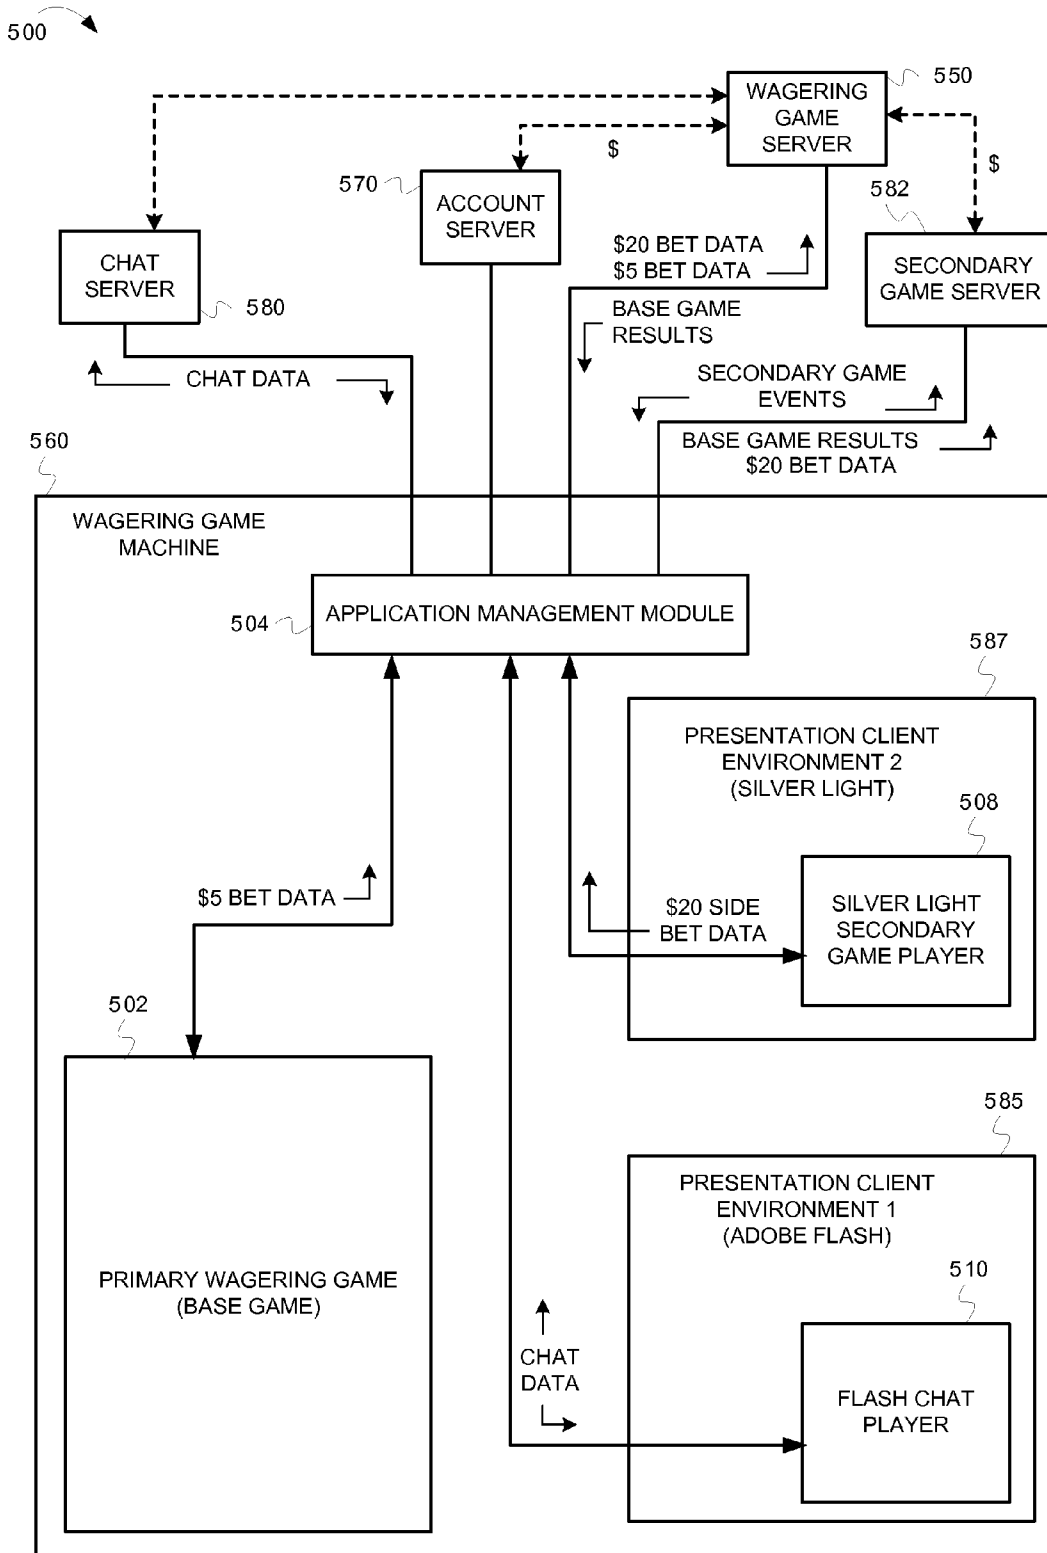 500
550
WAGERING
GAME
SERVER
$
$
570
582
ACCOUNT
SERVER
CHAT
SERVER
580
$20 BET DATA
$5 BET DATA
SECONDARY
GAME SERVER
BASE GAME
RESULTS
CHAT DATA
SECONDARY GAME
EVENTS
BASE GAME RESULTS
$20 BET DATA
560
WAGERING GAME
MACHINE
504
APPLICATION MANAGEMENT MODULE
587
PRESENTATION CLIENT
ENVIRONMENT 2
(SILVER LIGHT)
508
$5 BET DATA
$20 SIDE
BET DATA
SILVER LIGHT
SECONDARY
GAME PLAYER
502
585
PRESENTATION CLIENT
ENVIRONMENT 1
(ADOBE FLASH)
PRIMARY WAGERING GAME
(BASE GAME)
510
CHAT
DATA
FLASH CHAT
PLAYER